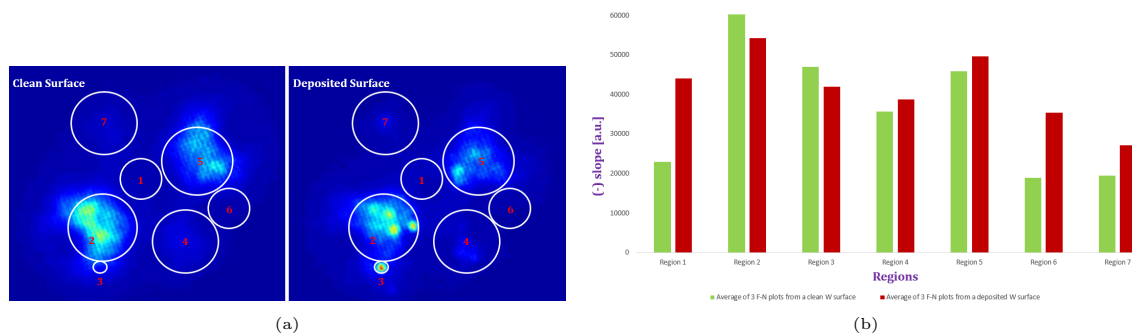 Clean Surface
Deposited Surface
7
5
1
6
2
4
3
7
5
1
6
2
4
3
(a)
60000
50000
40000
30000
20000
10000
0
(-) slope [a.u.]
Region 1 Region 2 Region 3 Region 4 Region 5 Region 6 Region 7
Regions
Average of 3 F-N plots from a clean W surface Average of 3 F-N plots from a deposited W surface
(b)